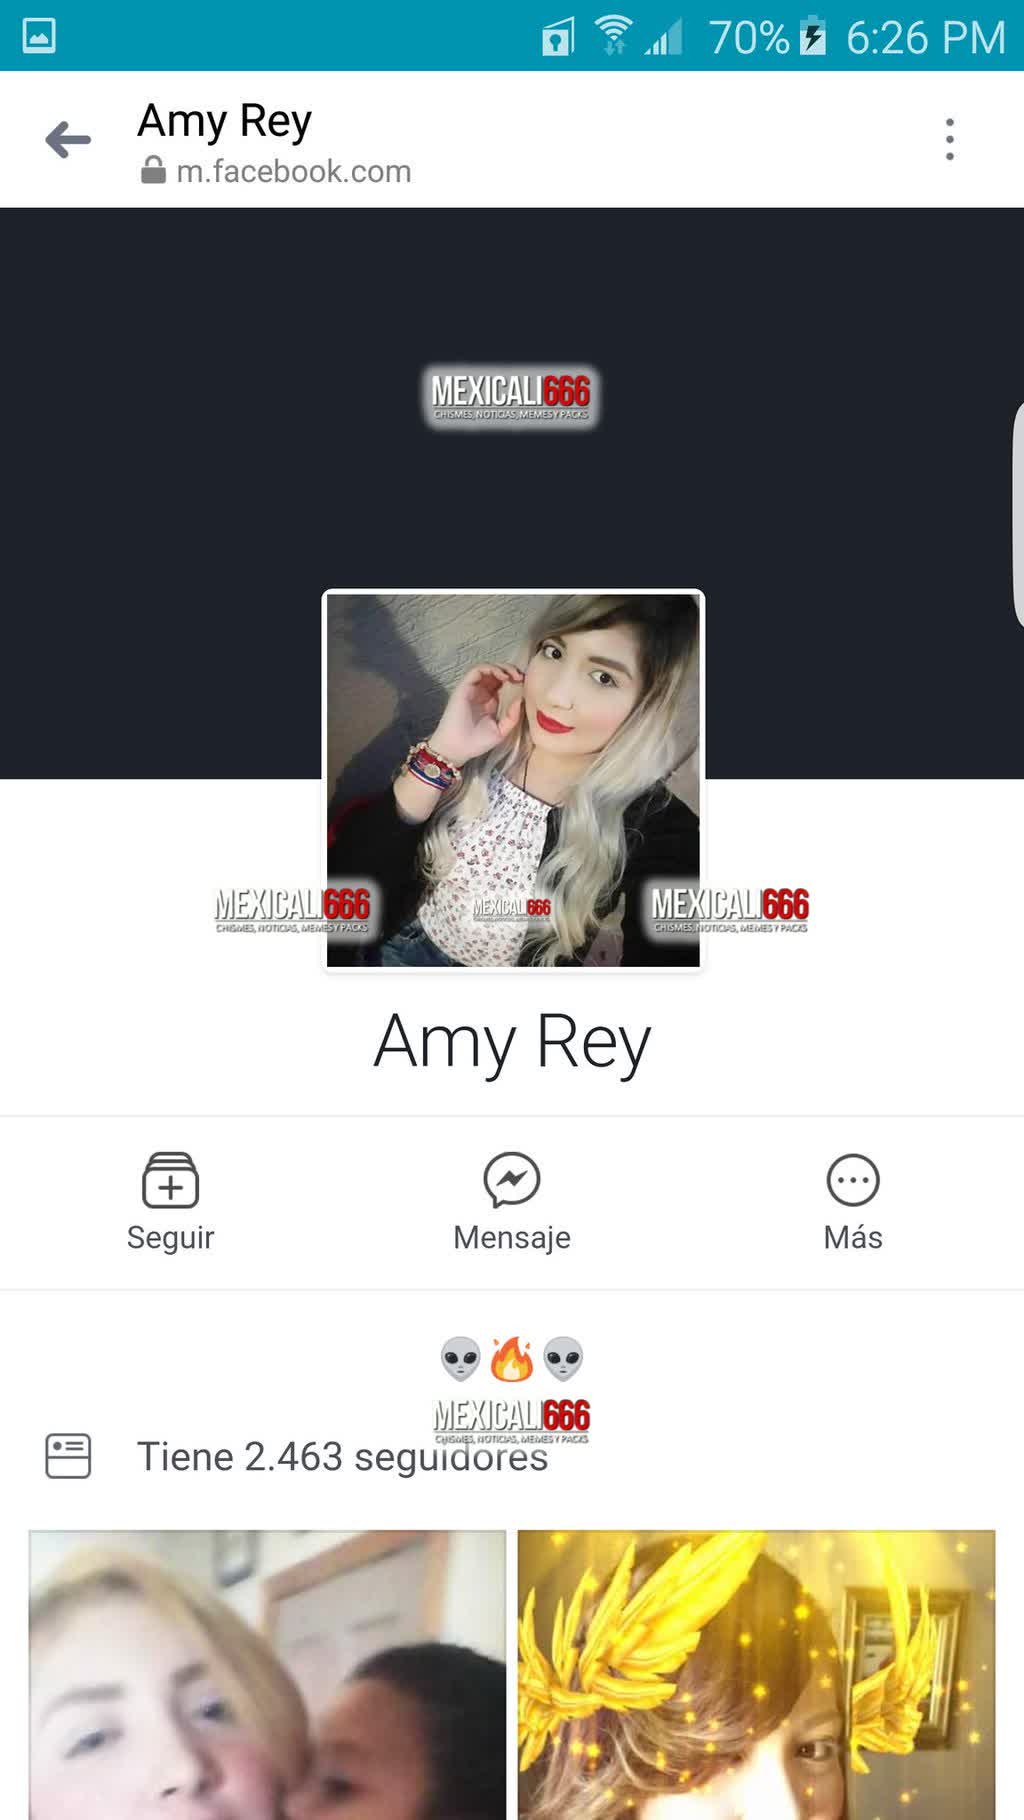 70% 6:26 PM
Amy Rey
m.facebook.com
MEXICALI666
CHISMES, NOTICIAS, MEMES Y PACKS
MEXICALI666
CHISMES, NOTICIAS, MEMES Y PACKS
MEXICALI666
MEXICALI666
CHISMES, NOTICIAS, MEMES Y PACKS
Amy Rey
Seguir
Mensaje
Más
MEXICALI666
CHISMES, NOTICIAS, MEMES Y PACKS
Tiene 2.463 seguidores